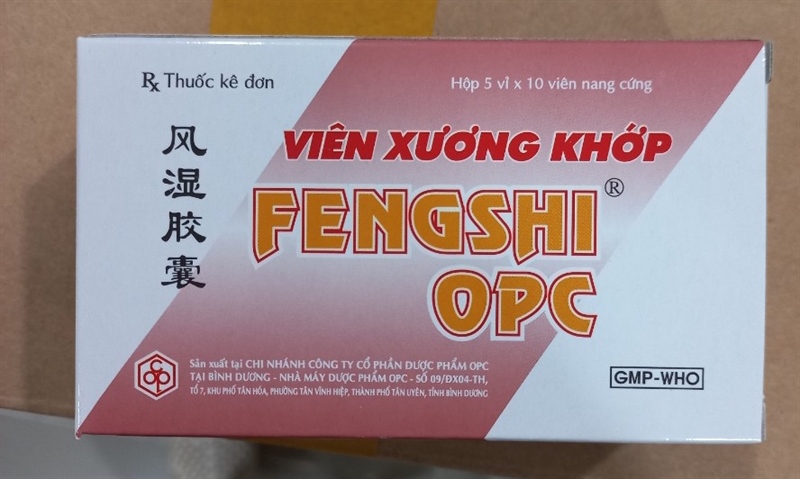 Rx Thuốc kê đơn
Hộp 5 vỉ x 10 viên nang cứng
风湿胶囊
VIÊN XƯƠNG KHỚP
FENGSHI®
OPC
OPC
Sản xuất tại CHI NHÁNH CÔNG TY CỔ PHẦN DƯỢC PHẨM OPC
TẠI BÌNH DƯƠNG - NHÀ MÁY DƯỢC PHẨM OPC - SỐ 09/ĐX04-TH,
TỔ 7, KHU PHỐ TÂN HÓA, PHƯỜNG TÂN VĨNH HIỆP, THÀNH PHỐ TÂN UYÊN, TỈNH BÌNH DƯƠNG
GMP-WHO